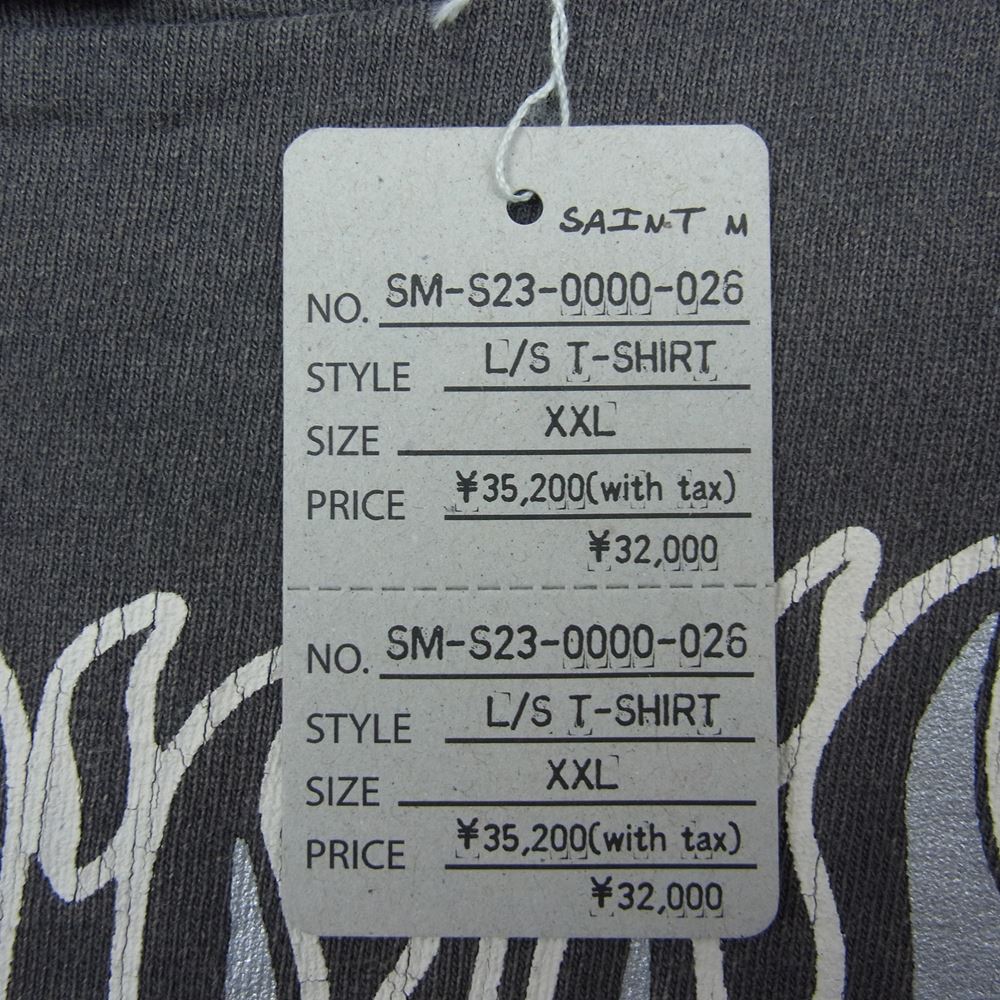 SAINT M
NO. SM-S23-0000-026
STYLE L/S T-SHIRT
SIZE XXL
PRICE ¥35,200(with tax)
¥32,000
NO. SM-S23-0000-026
STYLE L/S T-SHIRT
SIZE XXL
PRICE ¥35,200(with tax)
¥32,000